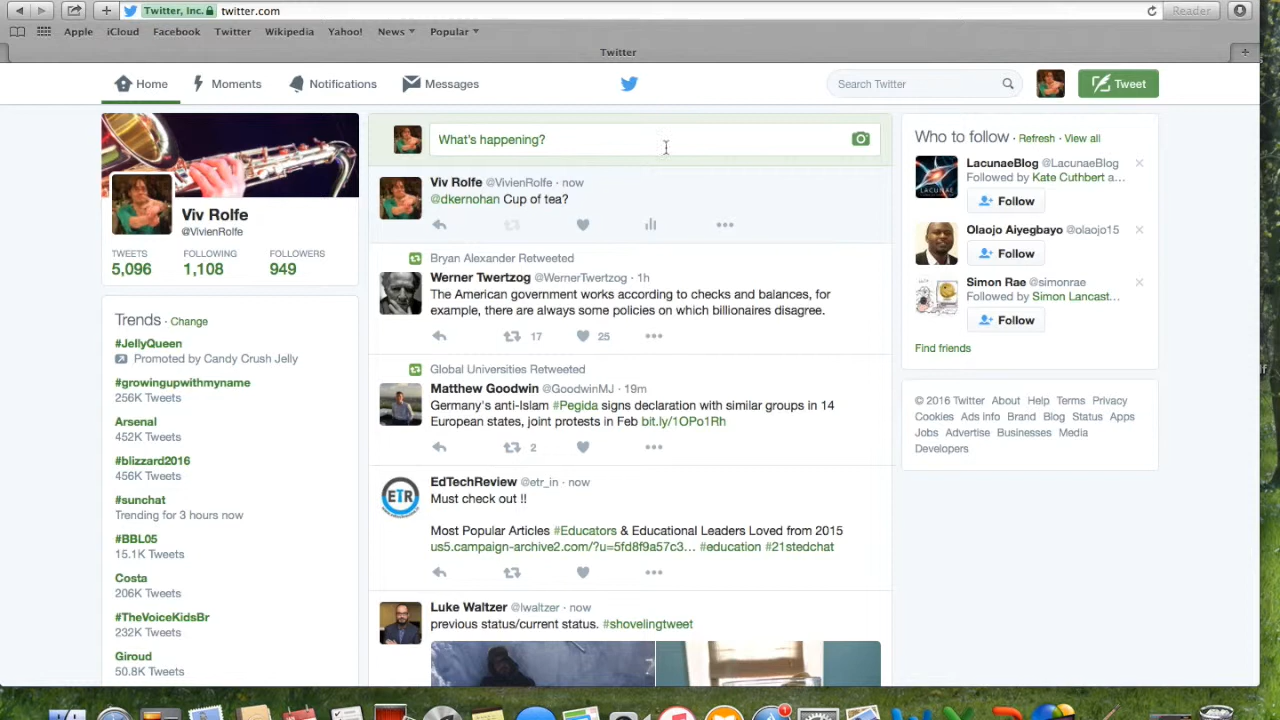 Twitter, Inc. twitter.com
Reader
Apple iCloud Facebook Twitter Wikipedia Yahoo! News Popular
Twitter
Home Moments Notifications Messages
Search Twitter
Tweet
Viv Rolfe
@VivienRolfe
TWEETS FOLLOWING FOLLOWERS
5,096 1,108 949
Trends · Change
#JellyQueen
Promoted by Candy Crush Jelly
#growingupwithmyname
256K Tweets
Arsenal
452K Tweets
#blizzard2016
456K Tweets
#sunchat
Trending for 3 hours now
#BBL05
15.1K Tweets
Costa
206K Tweets
#TheVoiceKidsBr
232K Tweets
Giroud
50.8K Tweets
What's happening?
Viv Rolfe @VivienRolfe · now
@dkernohan Cup of tea?
Bryan Alexander Retweeted
Werner Twertzog @WernerTwertzog · 1h
The American government works according to checks and balances, for
example, there are always some policies on which billionaires disagree.
17 25
Global Universities Retweeted
Matthew Goodwin @GoodwinMJ · 19m
Germany's anti-Islam #Pegida signs declaration with similar groups in 14
European states, joint protests in Feb bit.ly/1OPo1Rh
2
ETR
EdTechReview @etr_in · now
Must check out !!
Most Popular Articles #Educators & Educational Leaders Loved from 2015
us5.campaign-archive2.com/?u=5fd8f9a57c3... #education #21stedchat
Luke Waltzer @lwaltzer · now
previous status/current status. #shovelingtweet
Who to follow · Refresh · View all
LACUNAE
LacunaeBlog @LacunaeBlog
Followed by Kate Cuthbert a...
Follow
Olaojo Aiyegbayo @olaojo15
Follow
Simon Rae @simonrae
Followed by Simon Lancast...
Follow
Find friends
© 2016 Twitter About Help Terms Privacy
Cookies Ads info Brand Blog Status Apps
Jobs Advertise Businesses Media
Developers